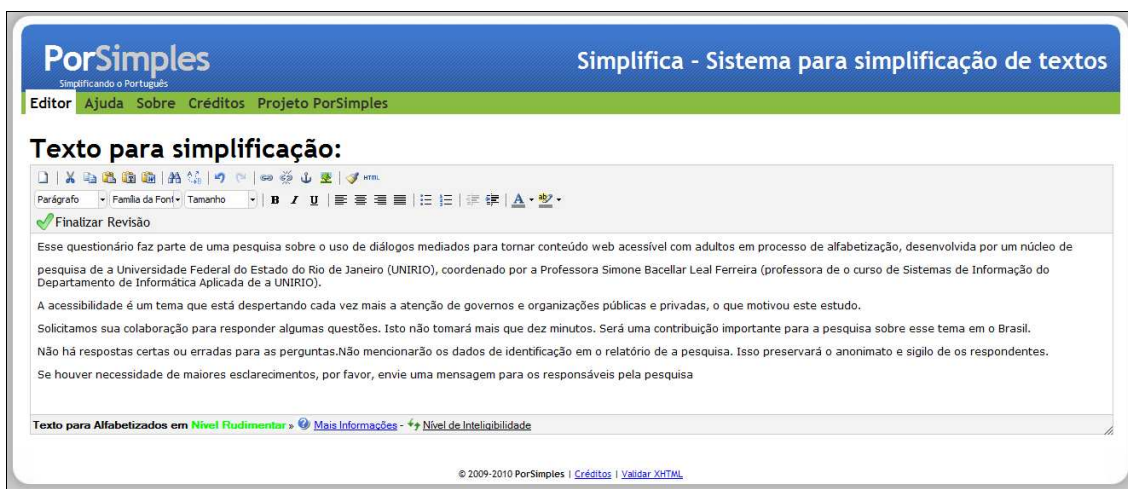 PorSimples
Simplificando o Português
Simplifica - Sistema para simplificação de textos
Editor Ajuda Sobre Créditos Projeto PorSimples
Texto para simplificação:
HTML
Parágrafo Família da Font Tamanho B I U A ab
Finalizar Revisão
Esse questionário faz parte de uma pesquisa sobre o uso de diálogos mediados para tornar conteúdo web acessível com adultos em processo de alfabetização, desenvolvida por um núcleo de
pesquisa de a Universidade Federal do Estado do Rio de Janeiro (UNIRIO), coordenado por a Professora Simone Bacellar Leal Ferreira (professora de o curso de Sistemas de Informação do
Departamento de Informática Aplicada de a UNIRIO).
A acessibilidade é um tema que está despertando cada vez mais a atenção de governos e organizações públicas e privadas, o que motivou este estudo.
Solicitamos sua colaboração para responder algumas questões. Isto não tomará mais que dez minutos. Será uma contribuição importante para a pesquisa sobre esse tema em o Brasil.
Não há respostas certas ou erradas para as perguntas.Não mencionarão os dados de identificação em o relatório de a pesquisa. Isso preservará o anonimato e sigilo de os respondentes.
Se houver necessidade de maiores esclarecimentos, por favor, envie uma mensagem para os responsáveis pela pesquisa
Texto para Alfabetizados em Nível Rudimentar » Mais Informações - Nível de Inteligibilidade
© 2009-2010 PorSimples | Créditos | Validar XHTML